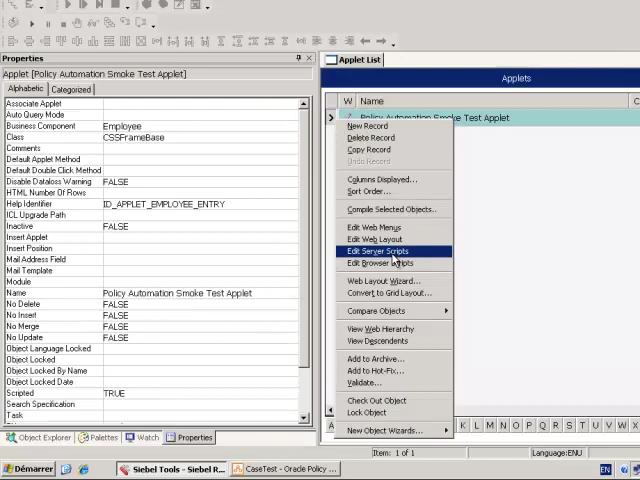 Properties
Applet [Policy Automation Smoke Test Applet]
Alphabetic
Categorized
Associate Applet
Auto Query Mode
Business Component Employee
Class CSSFrameBase
Comments
Default Applet Method
Default Double Click Method
Disable Dataloss Warning FALSE
HTML Number Of Rows
Help Identifier ID_APPLET_EMPLOYEE_ENTRY
ICL Upgrade Path
Inactive FALSE
Insert Applet
Insert Position
Mail Address Field
Mail Template
Module
Name Policy Automation Smoke Test Applet
No Delete FALSE
No Insert FALSE
No Merge FALSE
No Update FALSE
Object Language Locked
Object Locked
Object Locked By Name
Object Locked Date
Scripted TRUE
Search Specification
Task
Object Explorer
Palettes
Watch
Properties
Applet List
Applets
W Name C
Policy Automation Smoke Test Applet
New Record
Delete Record
Copy Record
Undo Record
Columns Displayed...
Sort Order...
Compile Selected Objects..
Edit Web Menus
Edit Web Layout
Edit Server Scripts
Edit Browser Scripts
Web Layout Wizard...
Convert to Grid Layout...
Compare Objects
View Web Hierarchy
View Descendents
Add to Archive...
Add to Hot-Fix...
Validate...
Check Out Object
Lock Object
New Object Wizards...
A K L M N O P Q R S T U V W
Item: 1 of 1
Language:ENU
Démarrer
Siebel Tools - Siebel R...
CaseTest - Oracle Policy ...
EN